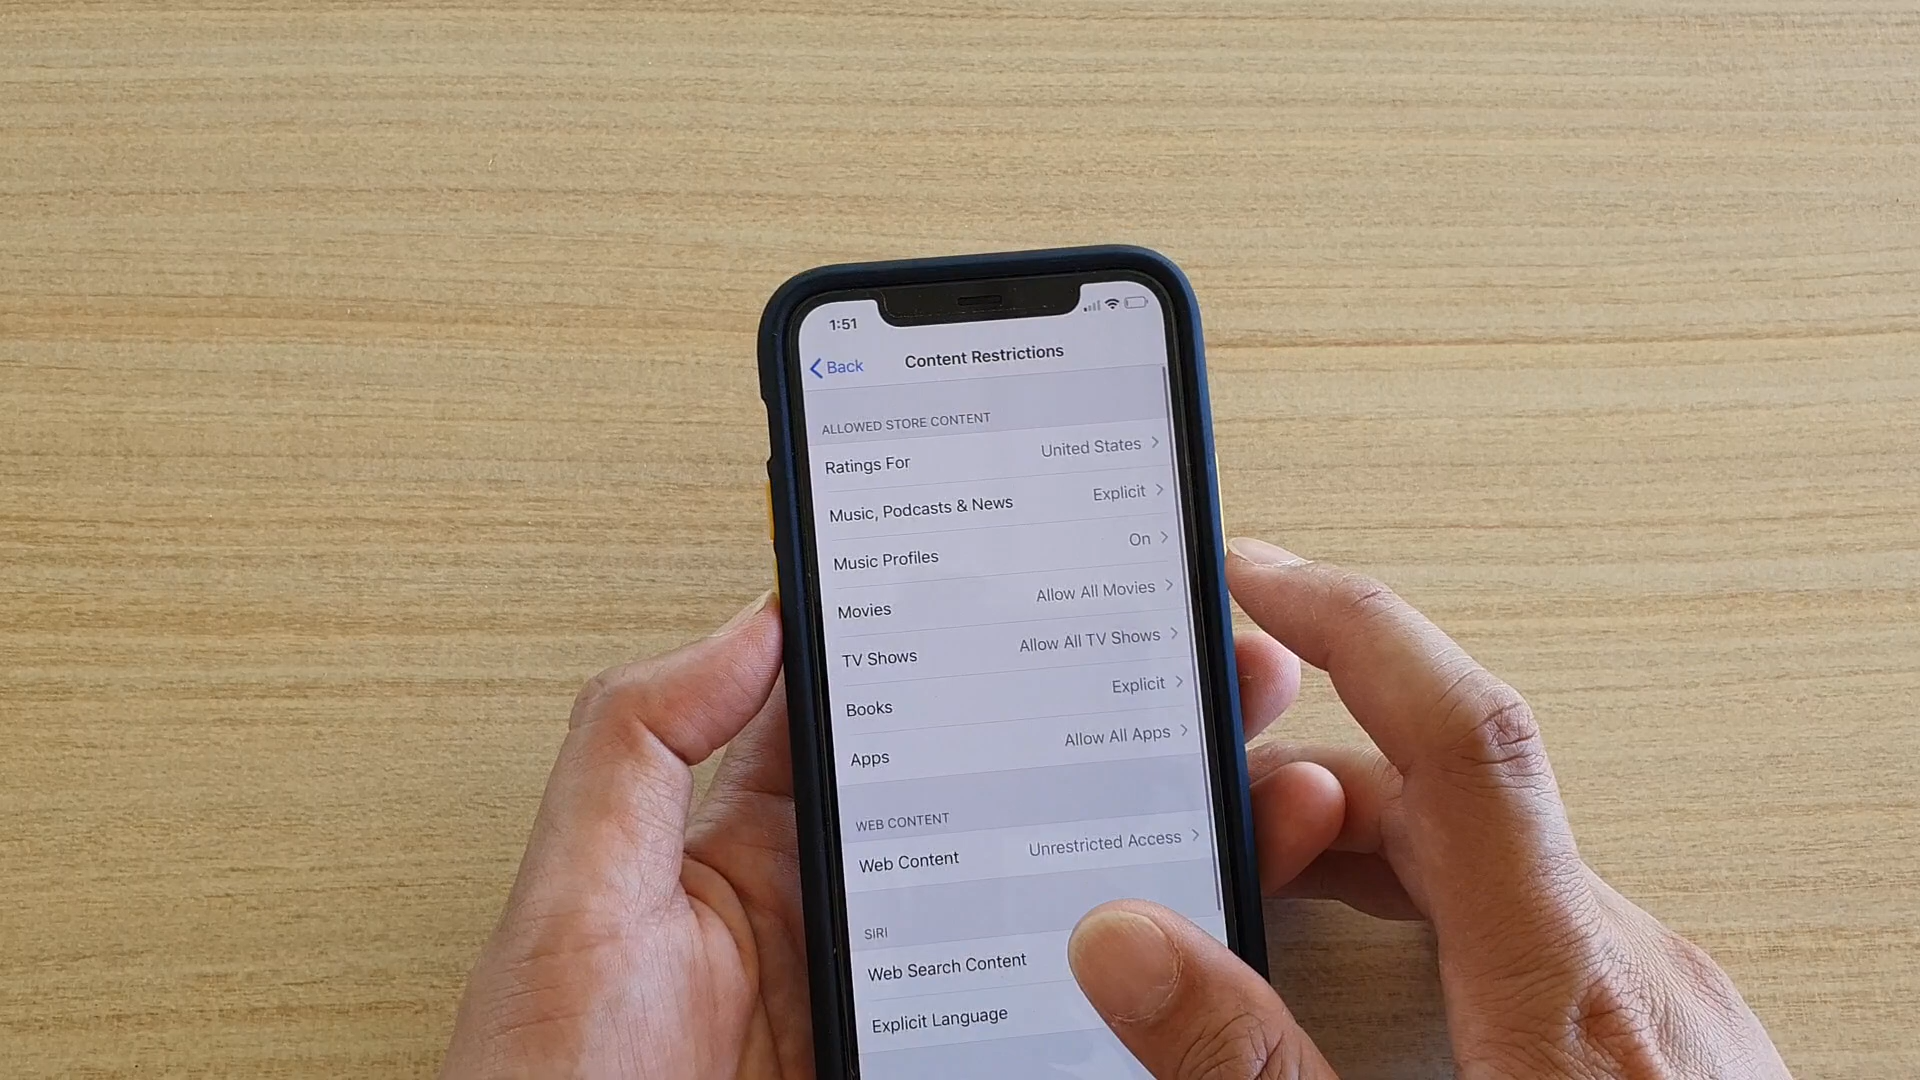 1:51
Back Content Restrictions
ALLOWED STORE CONTENT
Ratings For United States
Music, Podcasts & News Explicit
Music Profiles On
Movies Allow All Movies
TV Shows Allow All TV Shows
Books Explicit
Apps Allow All Apps
WEB CONTENT
Web Content Unrestricted Access
SIRI
Web Search Content
Explicit Language